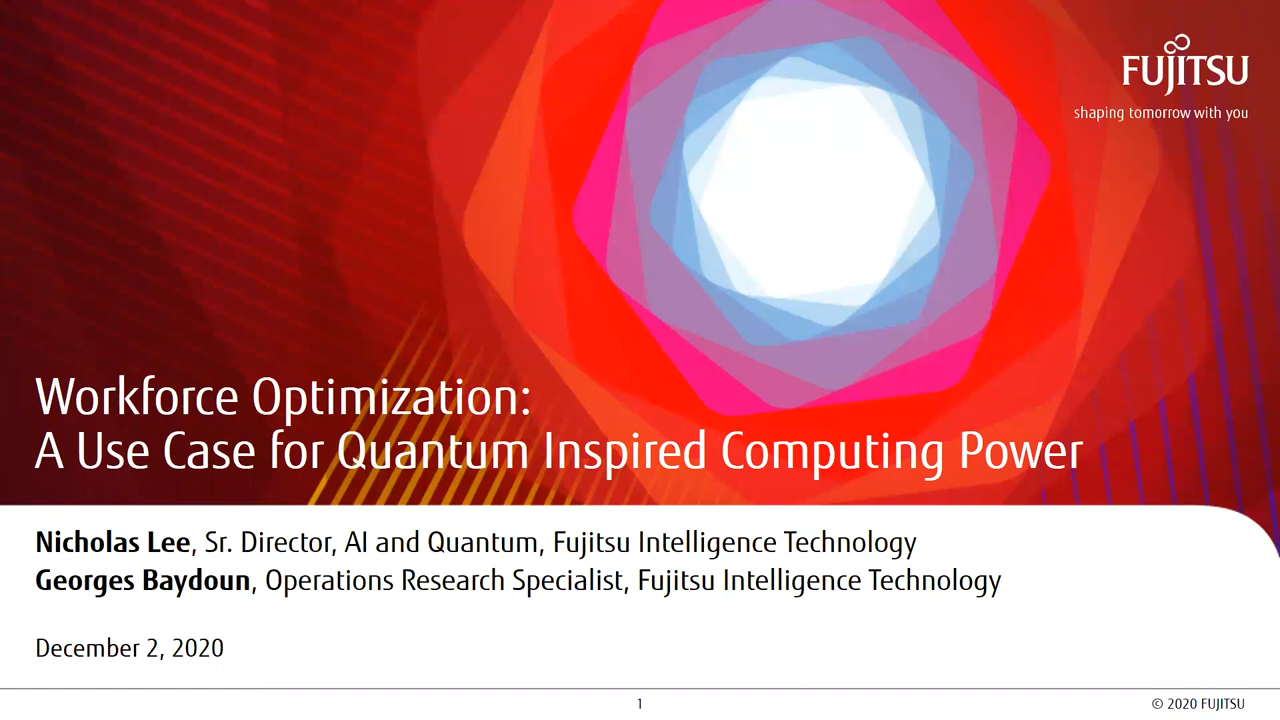 FUJITSU
shaping tomorrow with you
Workforce Optimization:
A Use Case for Quantum Inspired Computing Power
Nicholas Lee, Sr. Director, AI and Quantum, Fujitsu Intelligence Technology
Georges Baydoun, Operations Research Specialist, Fujitsu Intelligence Technology
December 2, 2020
1
© 2020 FUJITSU